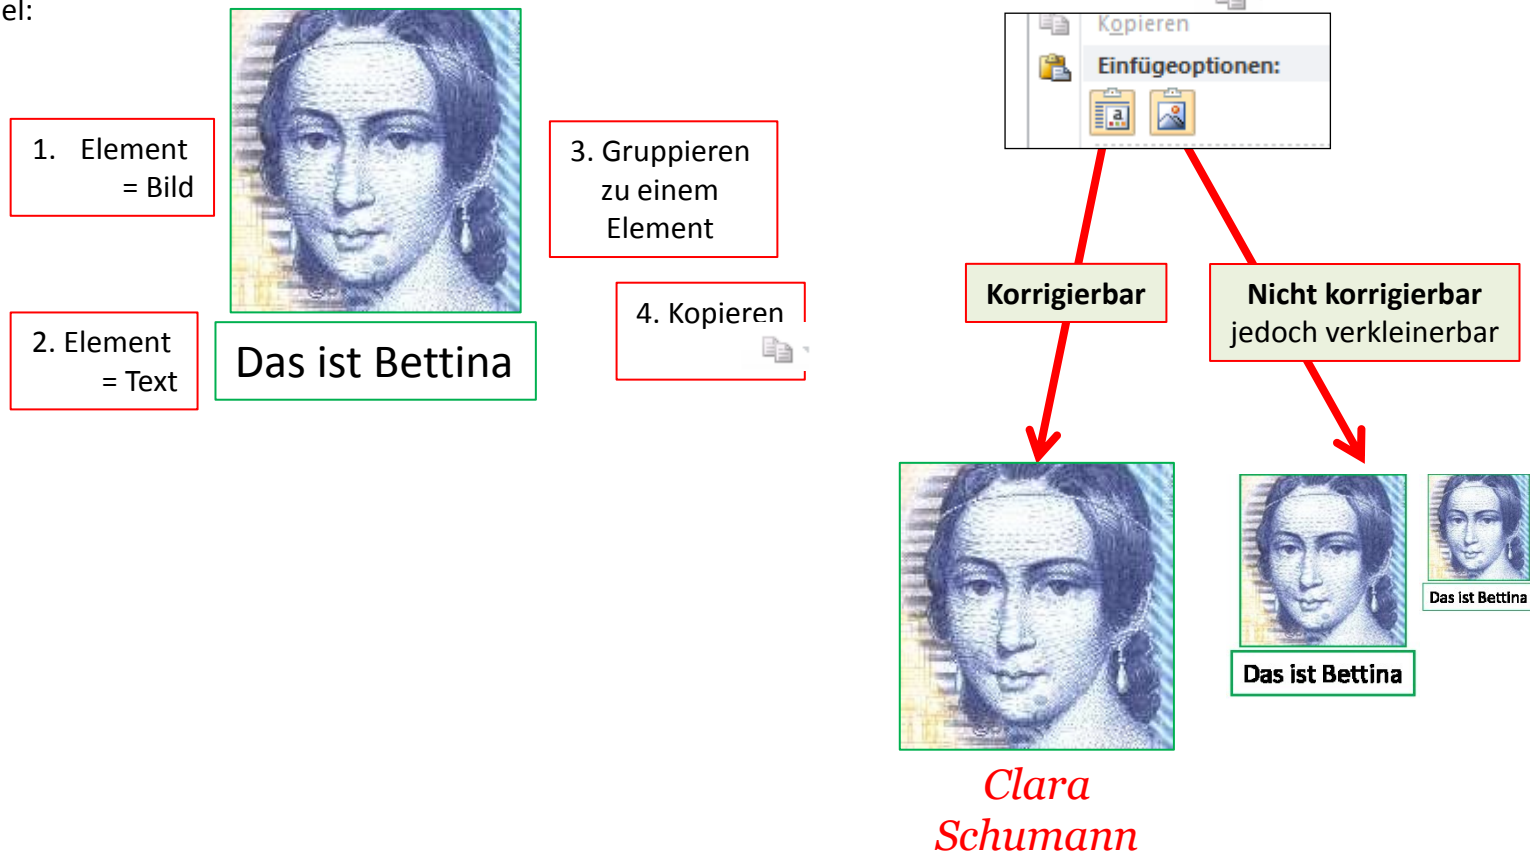 el:
1. Element
= Bild
2. Element
= Text
Das ist Bettina
3. Gruppieren
zu einem
Element
4. Kopieren
Kopieren
Einfügeoptionen:
a
Korrigierbar
Nicht korrigierbar
jedoch verkleinerbar
Clara
Schumann
Das ist Bettina
Das ist Bettina